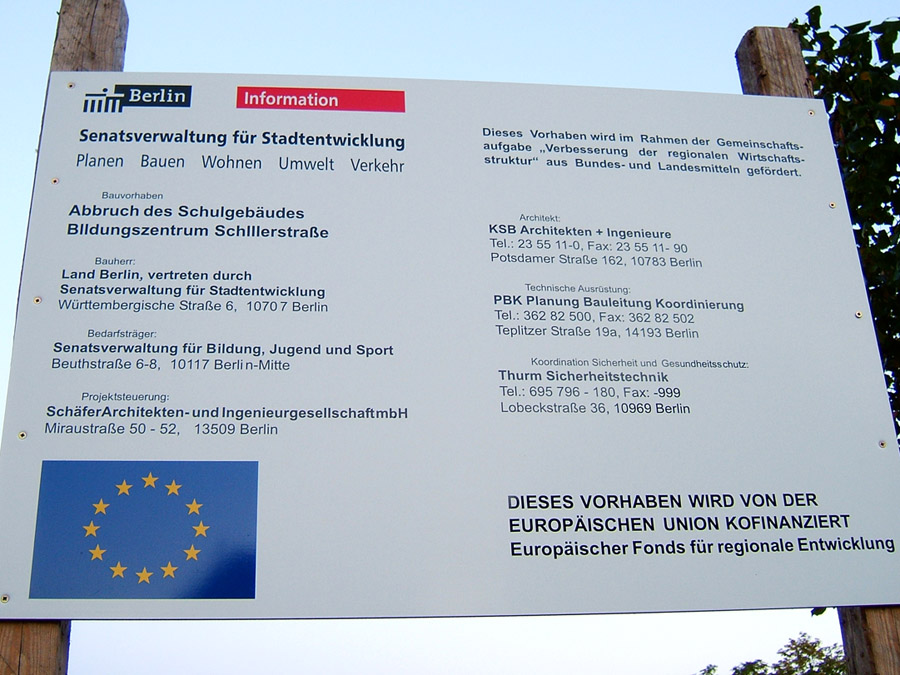 Berlin
Information
Senatsverwaltung für Stadtentwicklung
Planen Bauen Wohnen Umwelt Verkehr
Bauvorhaben
Abbruch des Schulgebäudes
BIldungszentrum SchIllerstraße
Bauherr:
Land Berlin, vertreten durch
Senatsverwaltung für Stadtentwicklung
Württembergische Straße 6, 10707 Berlin
Bedarfsträger:
Senatsverwaltung für Bildung, Jugend und Sport
Beuthstraße 6-8, 10117 Berlin-Mitte
Projektsteuerung:
SchäferArchitekten- und IngenieurgesellschaftmbH
Miraustraße 50 - 52, 13509 Berlin
Dieses Vorhaben wird im Rahmen der Gemeinschafts-
aufgabe „Verbesserung der regionalen Wirtschafts-
struktur“ aus Bundes- und Landesmitteln gefördert.
Architekt:
KSB Architekten + Ingenieure
Tel.: 23 55 11-0, Fax: 23 55 11- 90
Potsdamer Straße 162, 10783 Berlin
Technische Ausrüstung:
PBK Planung Bauleitung Koordinierung
Tel.: 362 82 500, Fax: 362 82 502
Teplitzer Straße 19a, 14193 Berlin
Koordination Sicherheit und Gesundheitsschutz:
Thurm Sicherheitstechnik
Tel.: 695 796 - 180, Fax: -999
Lobeckstraße 36, 10969 Berlin
DIESES VORHABEN WIRD VON DER
EUROPÄISCHEN UNION KOFINANZIERT
Europäischer Fonds für regionale Entwicklung